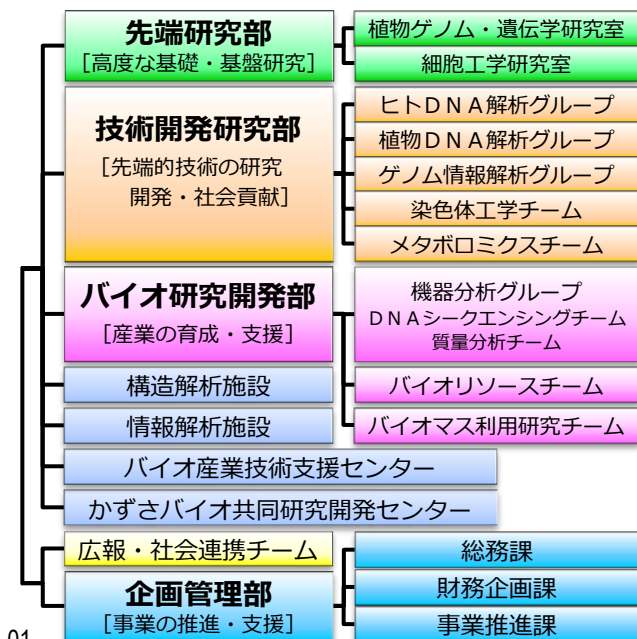 先端研究部
[高度な基礎・基盤研究]
植物ゲノム・遺伝学研究室
細胞工学研究室
技術開発研究部
[先端的技術の研究
開発・社会貢献]
ヒトＤＮＡ解析グループ
植物ＤＮＡ解析グループ
ゲノム情報解析グループ
染色体工学チーム
メタボロミクスチーム
バイオ研究開発部
[産業の育成・支援]
機器分析グループ
ＤＮＡシークエンシングチーム
質量分析チーム
バイオリソースチーム
バイオマス利用研究チーム
構造解析施設
情報解析施設
バイオ産業技術支援センター
かずさバイオ共同研究開発センター
広報・社会連携チーム
企画管理部
[事業の推進・支援]
総務課
財務企画課
事業推進課
01